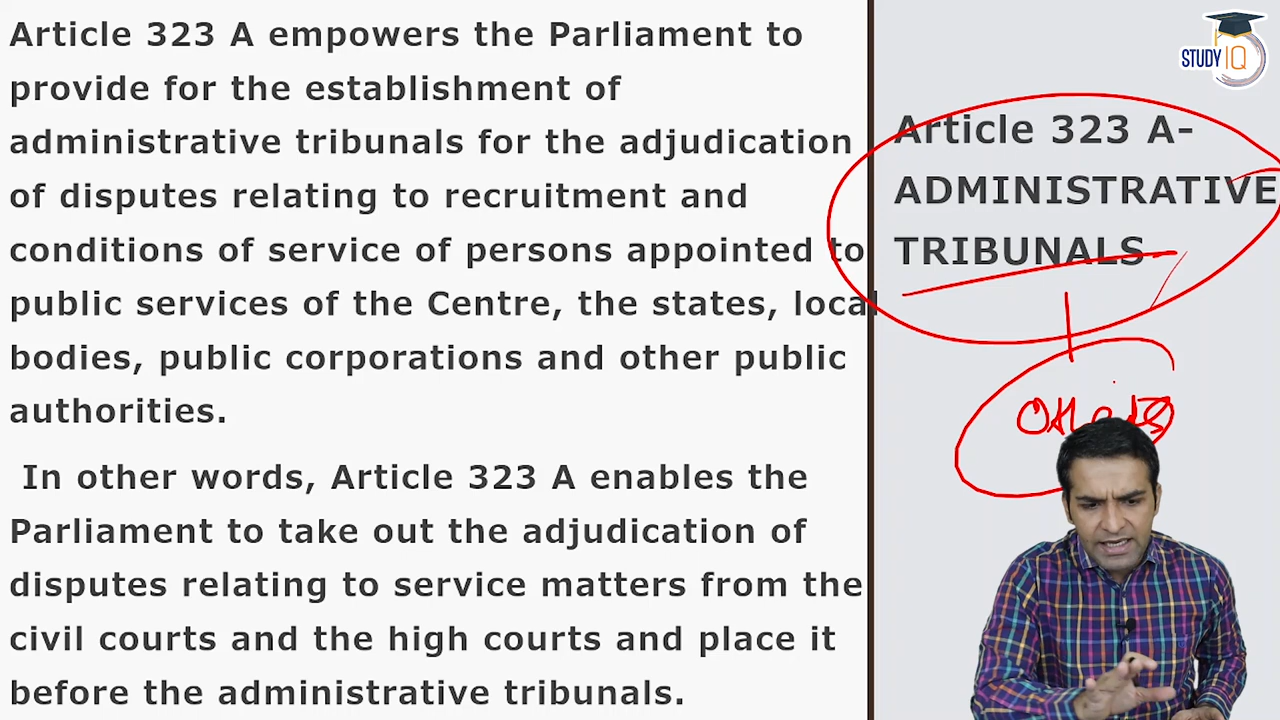 Article 323 A empowers the Parliament to
provide for the establishment of
administrative tribunals for the adjudication
of disputes relating to recruitment and
conditions of service of persons appointed to
public services of the Centre, the states, local
bodies, public corporations and other public
authorities.
In other words, Article 323 A enables the
Parliament to take out the adjudication of
disputes relating to service matters from the
civil courts and the high courts and place it
before the administrative tribunals.
STUDY IQ
Article 323 A-
ADMINISTRATIVE
TRIBUNALS